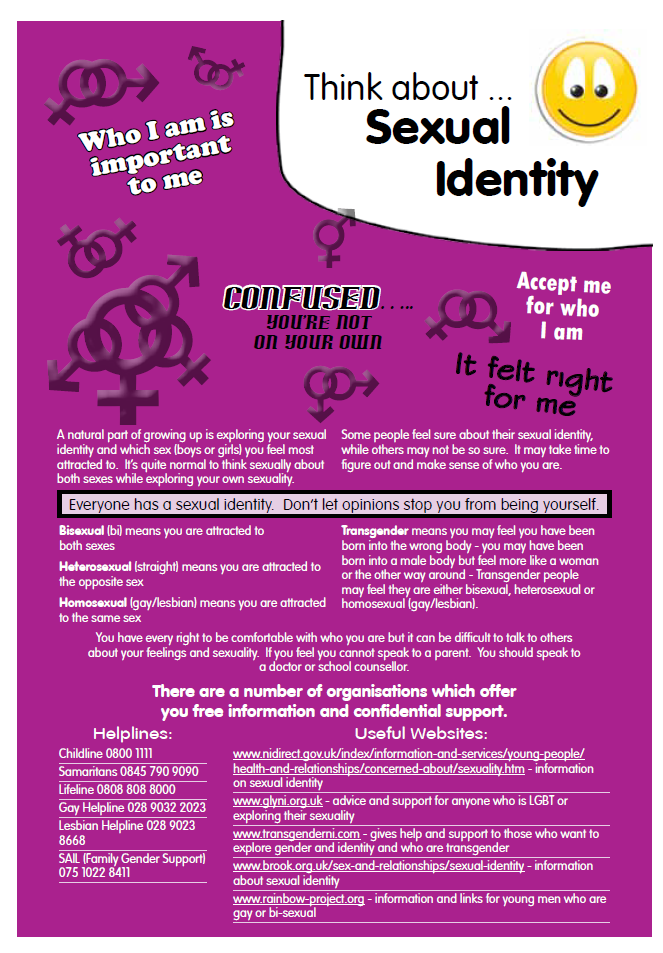 Think about ...
Sexual
Identity
Who I am is
important
to me
CONFUSED.....
YOU'RE NOT
ON YOUR OWN
Accept me
for who
I am
It felt right
for me
A natural part of growing up is exploring your sexual
identity and which sex (boys or girls) you feel most
attracted to.  It's quite normal to think sexually about
both sexes while exploring your own sexuality.
Some people feel sure about their sexual identity,
while others may not be so sure.  It may take time to
figure out and make sense of who you are.
Everyone has a sexual identity.  Don't let opinions stop you from being yourself.
Bisexual (bi) means you are attracted to
both sexes
Heterosexual (straight) means you are attracted to
the opposite sex
Homosexual (gay/lesbian) means you are attracted
to the same sex
Transgender means you may feel you have been
born into the wrong body - you may have been
born into a male body but feel more like a woman
or the other way around - Transgender people
may feel they are either bisexual, heterosexual or
homosexual (gay/lesbian).
You have every right to be comfortable with who you are but it can be difficult to talk to others
about your feelings and sexuality.  If you feel you cannot speak to a parent.  You should speak to
a doctor or school counsellor.
There are a number of organisations which offer
you free information and confidential support.
Helplines:
Childline 0800 1111
Samaritans 0845 790 9090
Lifeline 0808 808 8000
Gay Helpline 028 9032 2023
Lesbian Helpline 028 9023
8668
SAIL (Family Gender Support)
075 1022 8411
Useful Websites:
www.nidirect.gov.uk/index/information-and-services/young-people/
health-and-relationships/concerned-about/sexuality.htm - information
on sexual identity
www.glyni.org.uk - advice and support for anyone who is LGBT or
exploring their sexuality
www.transgenderni.com - gives help and support to those who want to
explore gender and identity and who are transgender
www.brook.org.uk/sex-and-relationships/sexual-identity - information
about sexual identity
www.rainbow-project.org - information and links for young men who are
gay or bi-sexual